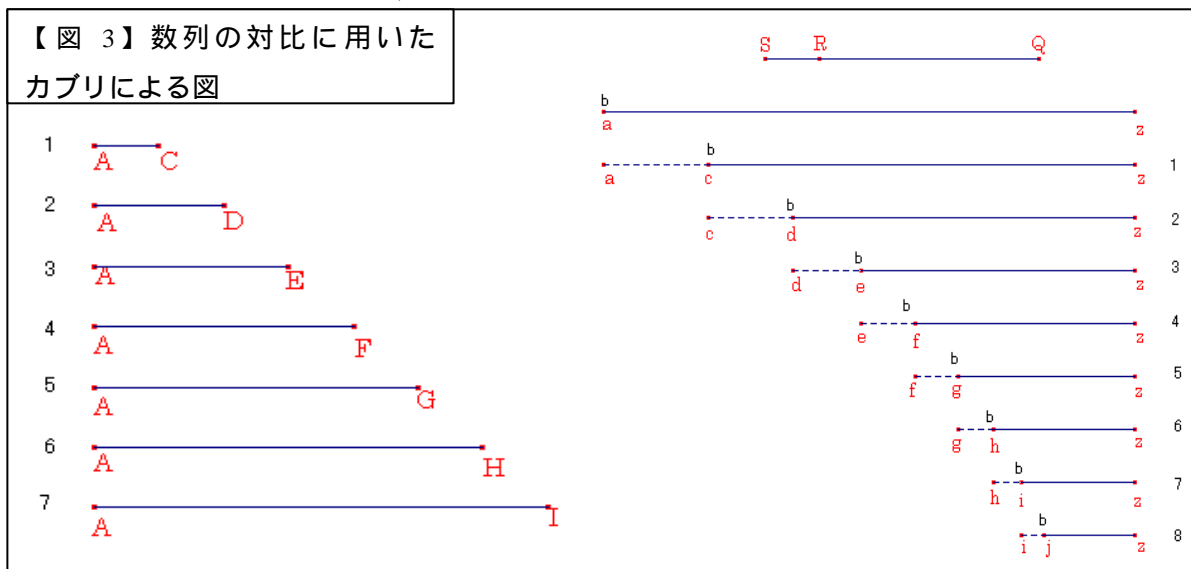 【図 3】数列の対比に用いた
カブリによる図
1 A C
2 A D
3 A E
4 A F
5 A G
6 A H
7 A I
S R Q
b
a z
b
a c z 1
b
c d z 2
b
d e z 3
b
e f z 4
b
f g z 5
b
g h z 6
b
h i z 7
b
i j z 8